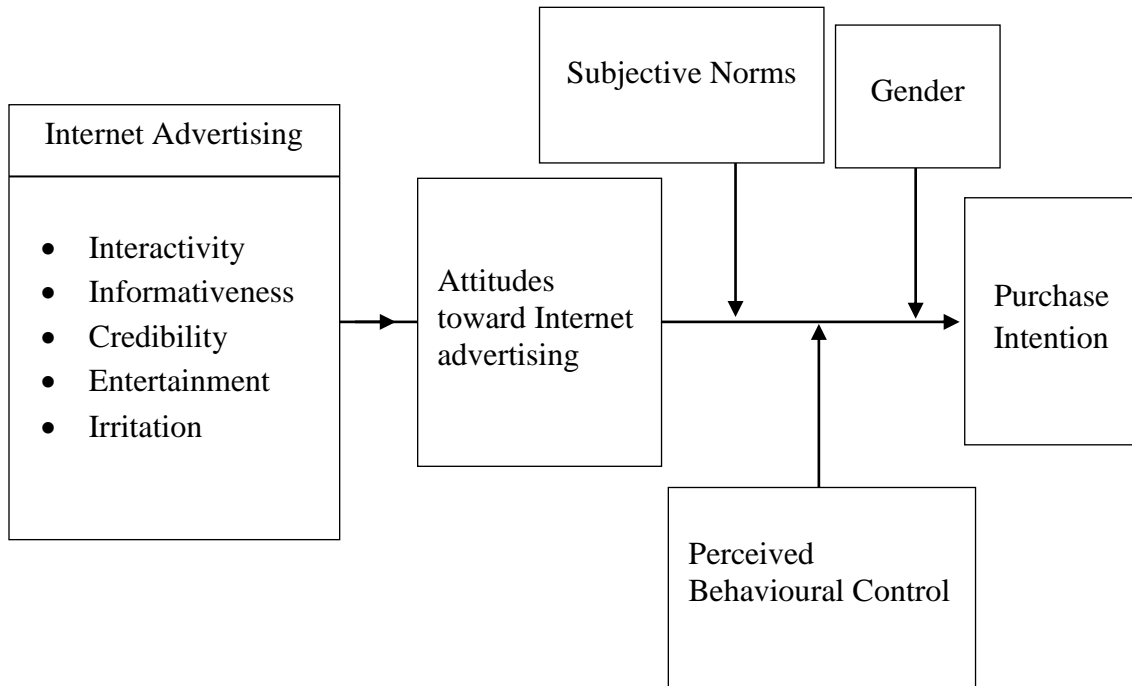 Subjective Norms
Gender
Internet Advertising
• Interactivity
• Informativeness
• Credibility
• Entertainment
• Irritation
Attitudes
toward Internet
advertising
Purchase
Intention
Perceived
Behavioural Control